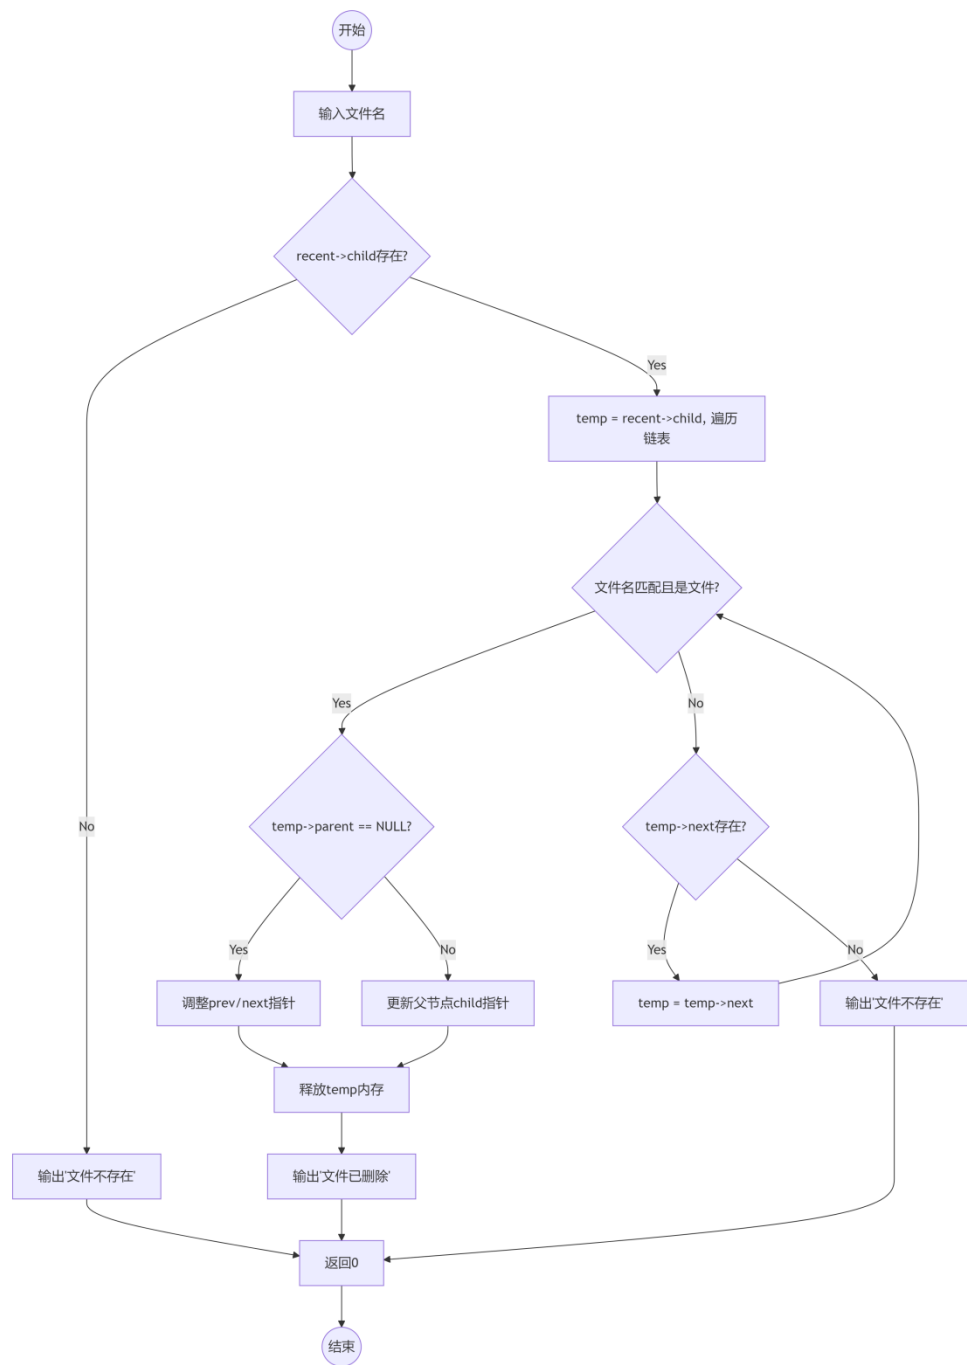 开始
输入文件名
recent->child存在?
Yes
temp = recent->child, 遍历
链表
文件名匹配且是文件?
Yes
No
temp->parent == NULL?
temp->next存在?
No
Yes
No
Yes
No
调整prev/next指针
更新父节点child指针
temp = temp->next
输出'文件不存在'
释放temp内存
输出'文件不存在'
输出'文件已删除'
返回0
结束